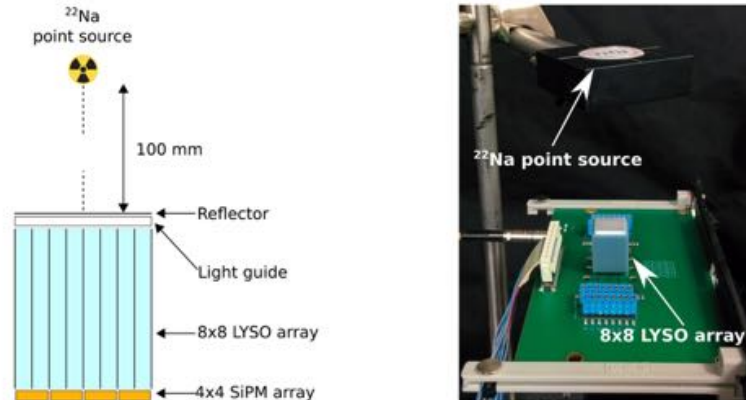 ²²Na
point source
100 mm
Reflector
Light guide
8x8 LYSO array
4x4 SiPM array
²²Na point source
8x8 LYSO array